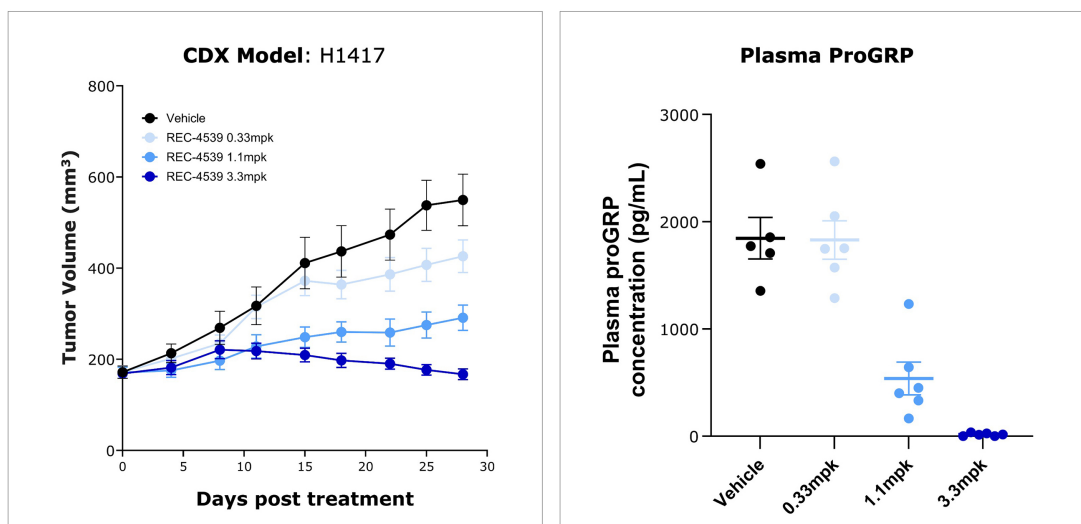 CDX Model: H1417
800
600
400
200
0
Tumor Volume (mm³)
Vehicle
REC-4539 0.33mpk
REC-4539 1.1mpk
REC-4539 3.3mpk
0 5 10 15 20 25 30
Days post treatment
Plasma ProGRP
3000
2000
1000
0
Plasma proGRP
concentration (pg/mL)
Vehicle
0.33mpk
1.1mpk
3.3mpk